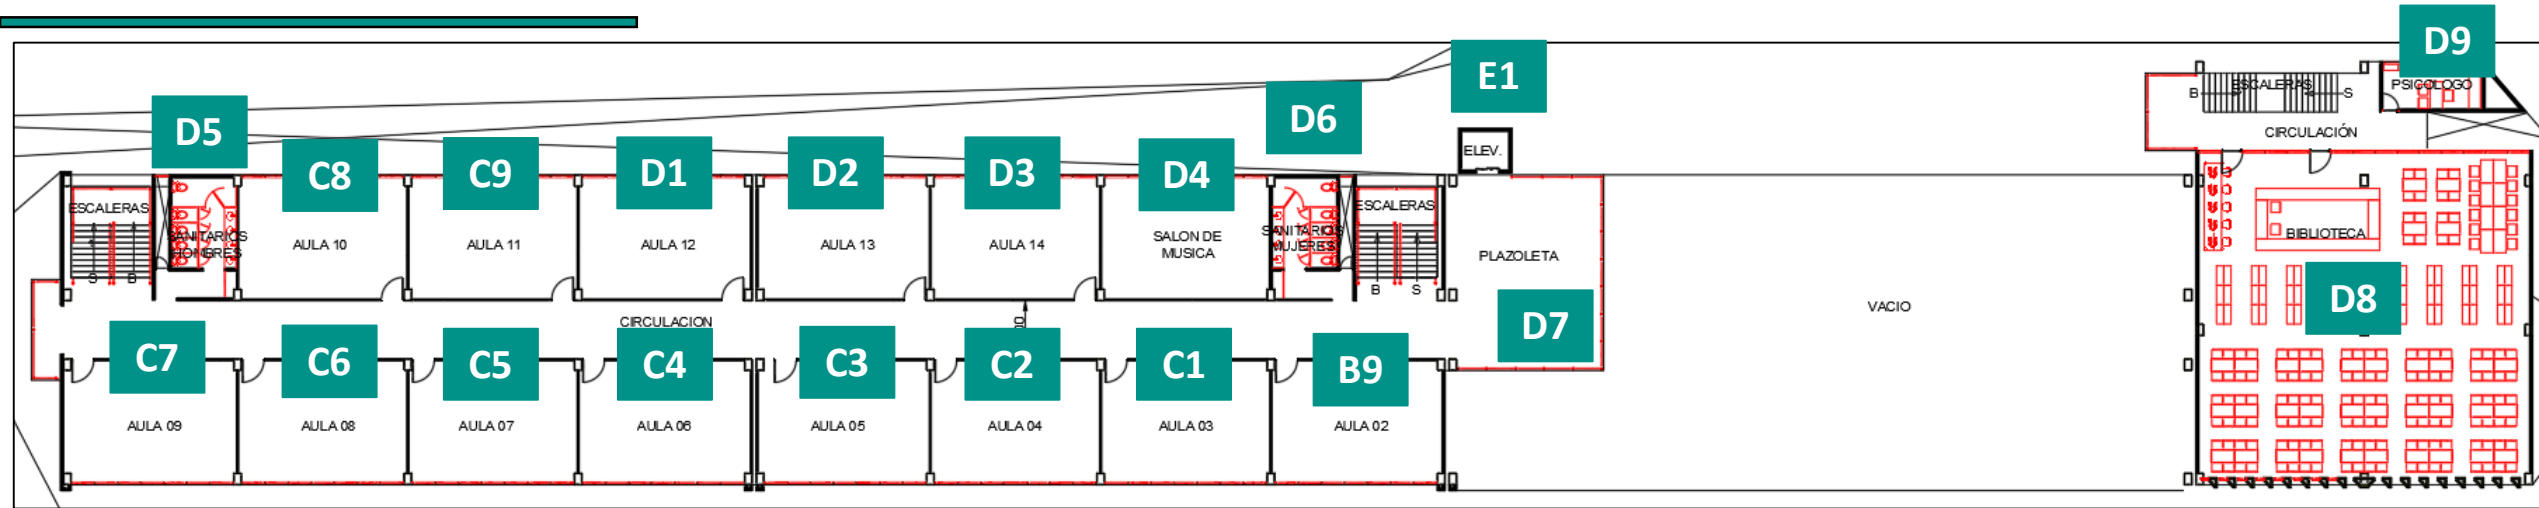 D9
E1
ESCALERAS
PSICOLOGO
B
S
D6
D5
CIRCULACIÓN
ELEV.
C8
C9
D1
D2
D3
D4
ESCALERAS
ESCALERAS
SANITARIOS
HOMBRES
AULA 10
AULA 11
AULA 12
AULA 13
AULA 14
SALON DE
MUSICA
SANITARIOS
MUJERES
PLAZOLETA
BIBLIOTECA
S
B
B
S
D8
VACIO
CIRCULACION
D7
C7
C6
C5
C4
C3
C2
C1
B9
AULA 09
AULA 08
AULA 07
AULA 06
AULA 05
AULA 04
AULA 03
AULA 02